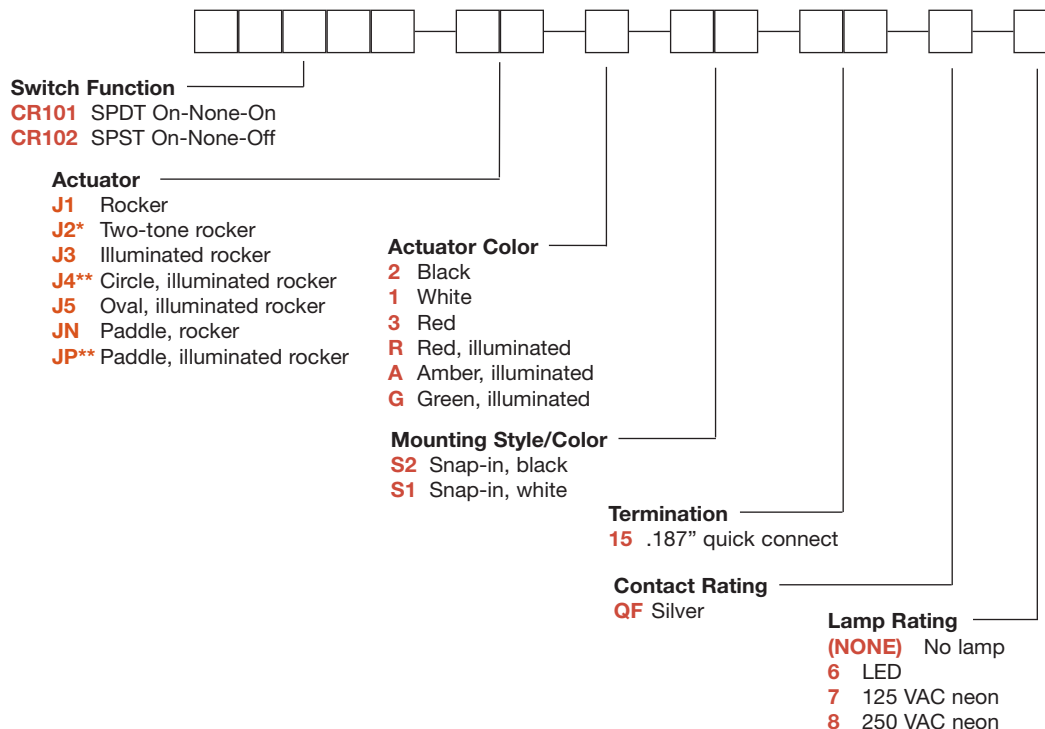 Switch Function
CR101 SPDT On-None-On
CR102 SPST On-None-Off
Actuator
J1 Rocker
J2* Two-tone rocker
J3 Illuminated rocker
J4** Circle, illuminated rocker
J5 Oval, illuminated rocker
JN Paddle, rocker
JP** Paddle, illuminated rocker
Actuator Color
2 Black
1 White
3 Red
R Red, illuminated
A Amber, illuminated
G Green, illuminated
Mounting Style/Color
S2 Snap-in, black
S1 Snap-in, white
Termination
15 .187” quick connect
Contact Rating
QF Silver
Lamp Rating
(NONE) No lamp
6 LED
7 125 VAC neon
8 250 VAC neon